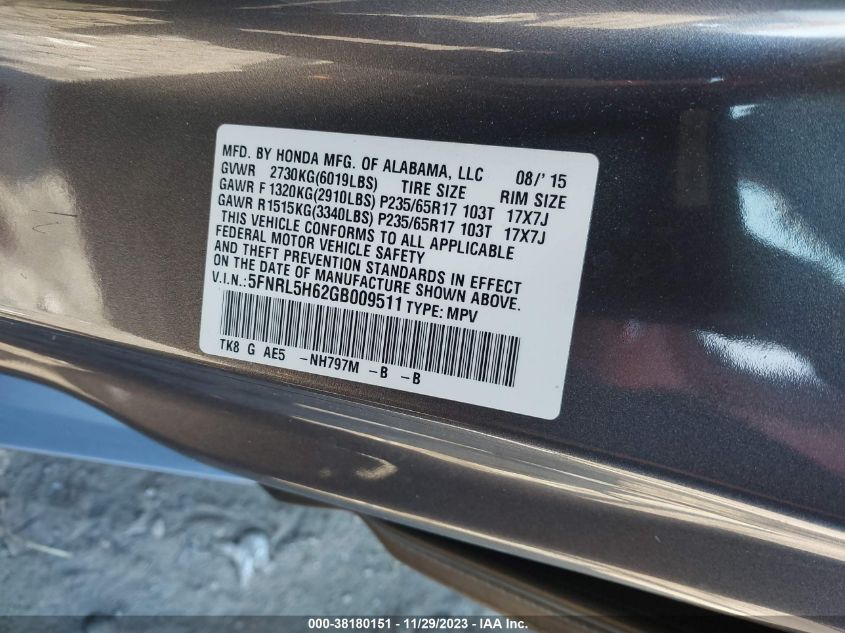 MFD. BY HONDA MFG. OF ALABAMA, LLC 08/' 15
GVWR 2730KG(6019LBS) TIRE SIZE RIM SIZE
GAWR F 1320KG(2910LBS) P235/65R17 103T 17X7J
GAWR R1515KG(3340LBS) P235/65R17 103T 17X7J
THIS VEHICLE CONFORMS TO ALL APPLICABLE
FEDERAL MOTOR VEHICLE SAFETY
AND THEFT PREVENTION STANDARDS IN EFFECT
ON THE DATE OF MANUFACTURE SHOWN ABOVE.
V.I.N.:5FNRL5H62GB009511 TYPE: MPV
TK8 G AE5 -NH797M -B -B
000-38180151 - 11/29/2023 - IAA Inc.